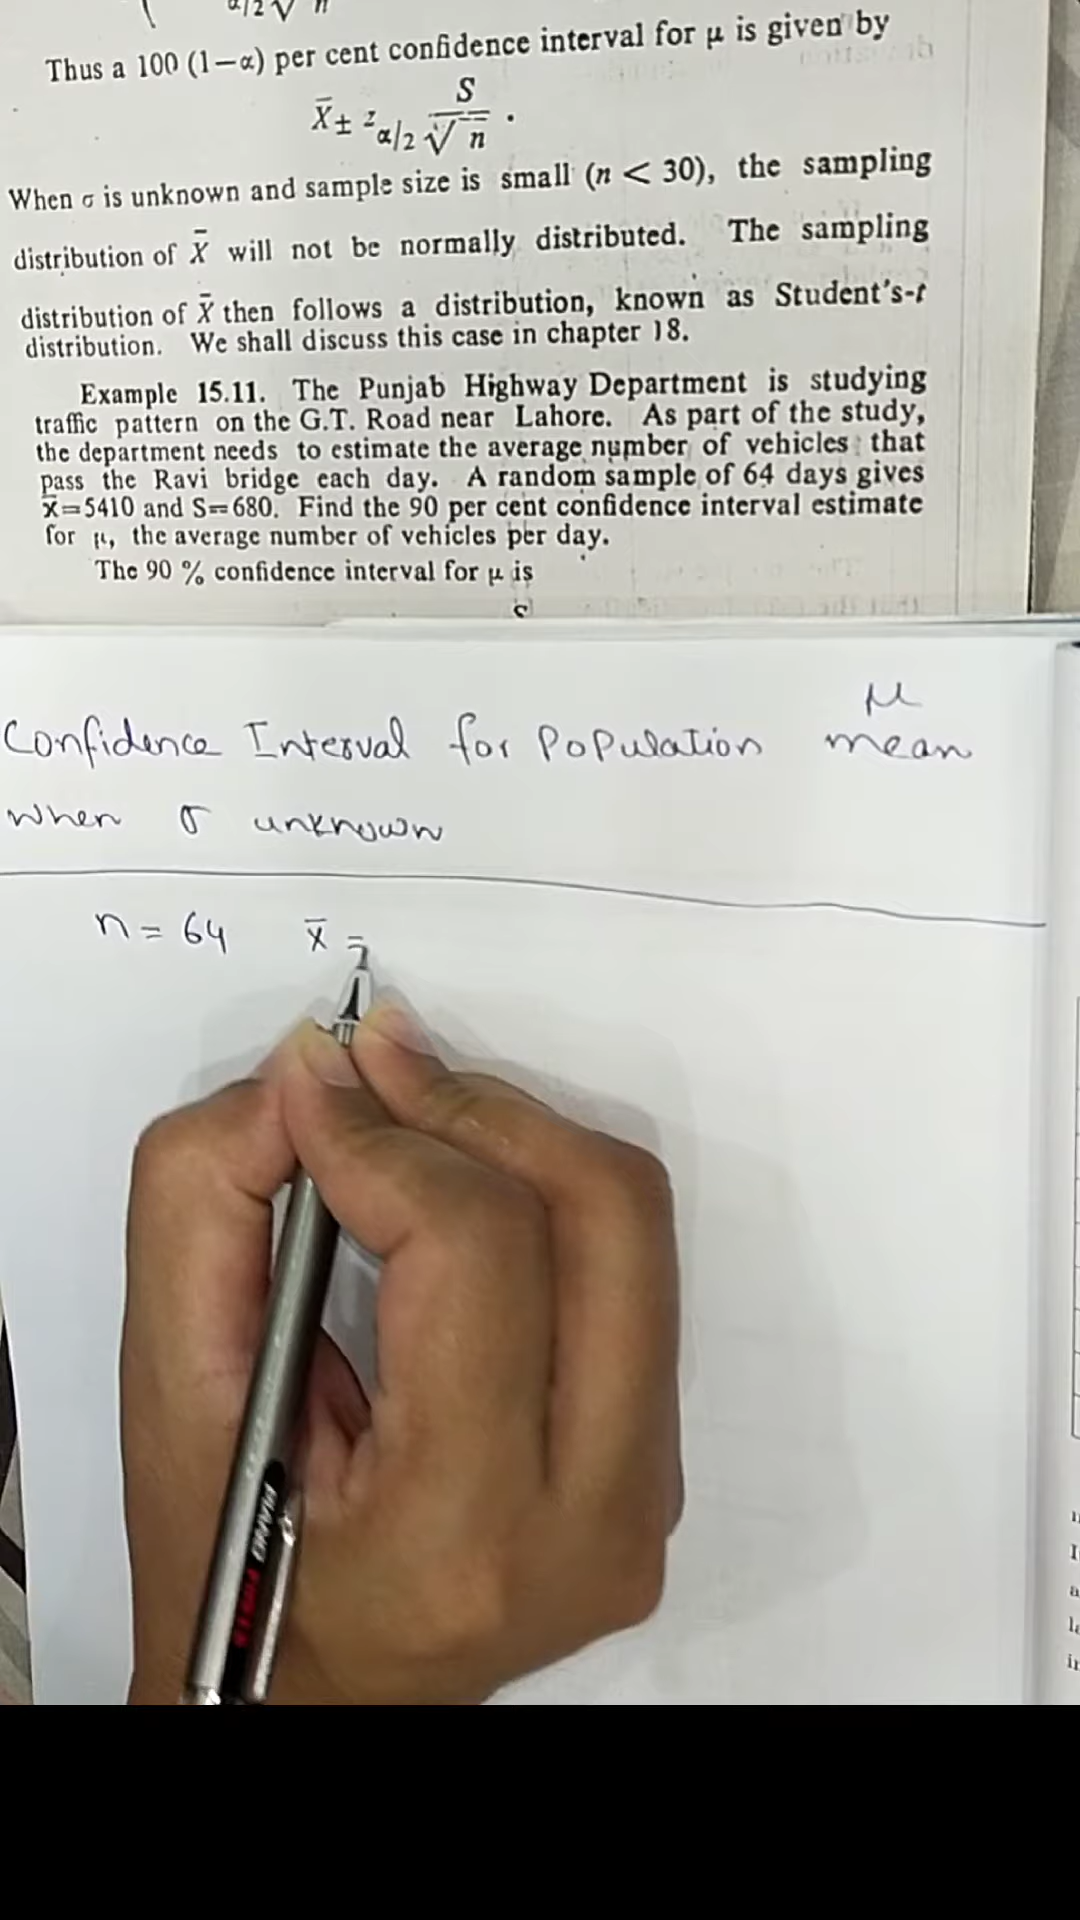 α/2 √ n
Thus a 100 (1—α) per cent confidence interval for μ is given by
X̄ ± z α/2 S/√n .
When σ is unknown and sample size is small (n < 30), the sampling
distribution of X̄ will not be normally distributed. The sampling
distribution of X̄ then follows a distribution, known as Student's-t
distribution. We shall discuss this case in chapter 18.
Example 15.11. The Punjab Highway Department is studying
traffic pattern on the G.T. Road near Lahore. As part of the study,
the department needs to estimate the average number of vehicles that
pass the Ravi bridge each day. A random sample of 64 days gives
x̄=5410 and S=680. Find the 90 per cent confidence interval estimate
for μ, the average number of vehicles per day.
The 90 % confidence interval for μ is
μ
Confidence Interval for Population mean
when σ unknown
n = 64 x̄ =